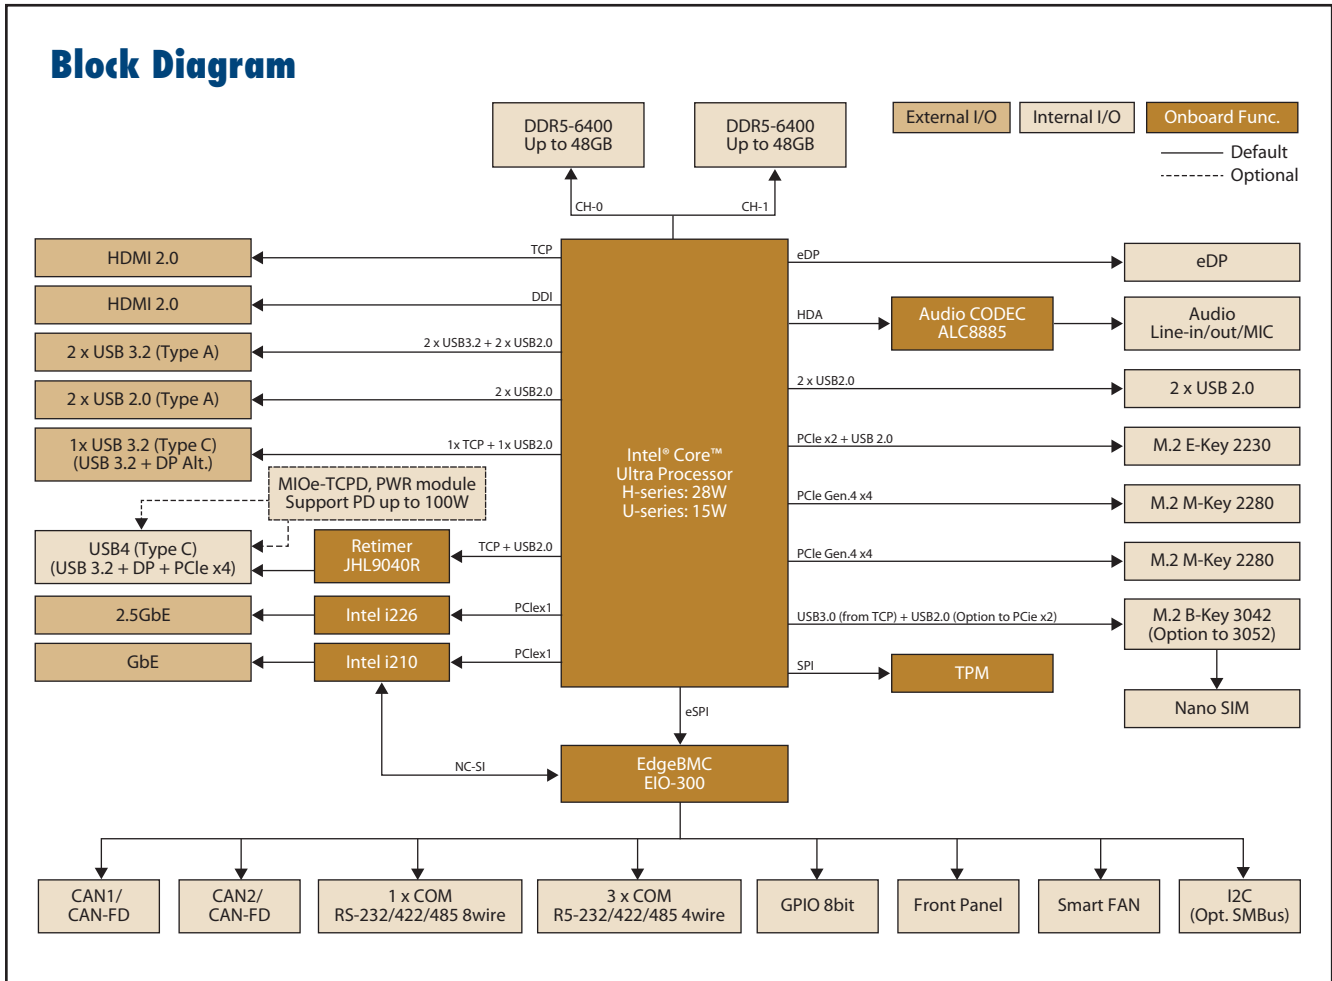 Block Diagram
DDR5-6400
Up to 48GB
DDR5-6400
Up to 48GB
External I/O
Internal I/O
Onboard Func.
Default
Optional
CH-0
CH-1
HDMI 2.0
TCP
HDMI 2.0
DDI
2 x USB 3.2 (Type A)
2 x USB3.2 + 2 x USB2.0
2 x USB 2.0 (Type A)
2 x USB2.0
1x USB 3.2 (Type C)
(USB 3.2 + DP Alt.)
1x TCP + 1x USB2.0
MIOe-TCPD, PWR module
Support PD up to 100W
USB4 (Type C)
(USB 3.2 + DP + PCIe x4)
Retimer
JHL9040R
TCP + USB2.0
2.5GbE
Intel i226
PCIex1
GbE
Intel i210
PCIex1
Intel® Core™
Ultra Processor
H-series: 28W
U-series: 15W
eDP
eDP
HDA
Audio CODEC
ALC8885
Audio
Line-in/out/MIC
2 x USB2.0
2 x USB 2.0
PCIe x2 + USB 2.0
M.2 E-Key 2230
PCIe Gen.4 x4
M.2 M-Key 2280
PCIe Gen.4 x4
M.2 M-Key 2280
USB3.0 (from TCP) + USB2.0 (Option to PCIe x2)
M.2 B-Key 3042
(Option to 3052)
SPI
TPM
Nano SIM
eSPI
NC-SI
EdgeBMC
EIO-300
CAN1/
CAN-FD
CAN2/
CAN-FD
1 x COM
RS-232/422/485 8wire
3 x COM
R5-232/422/485 4wire
GPIO 8bit
Front Panel
Smart FAN
I2C
(Opt. SMBus)